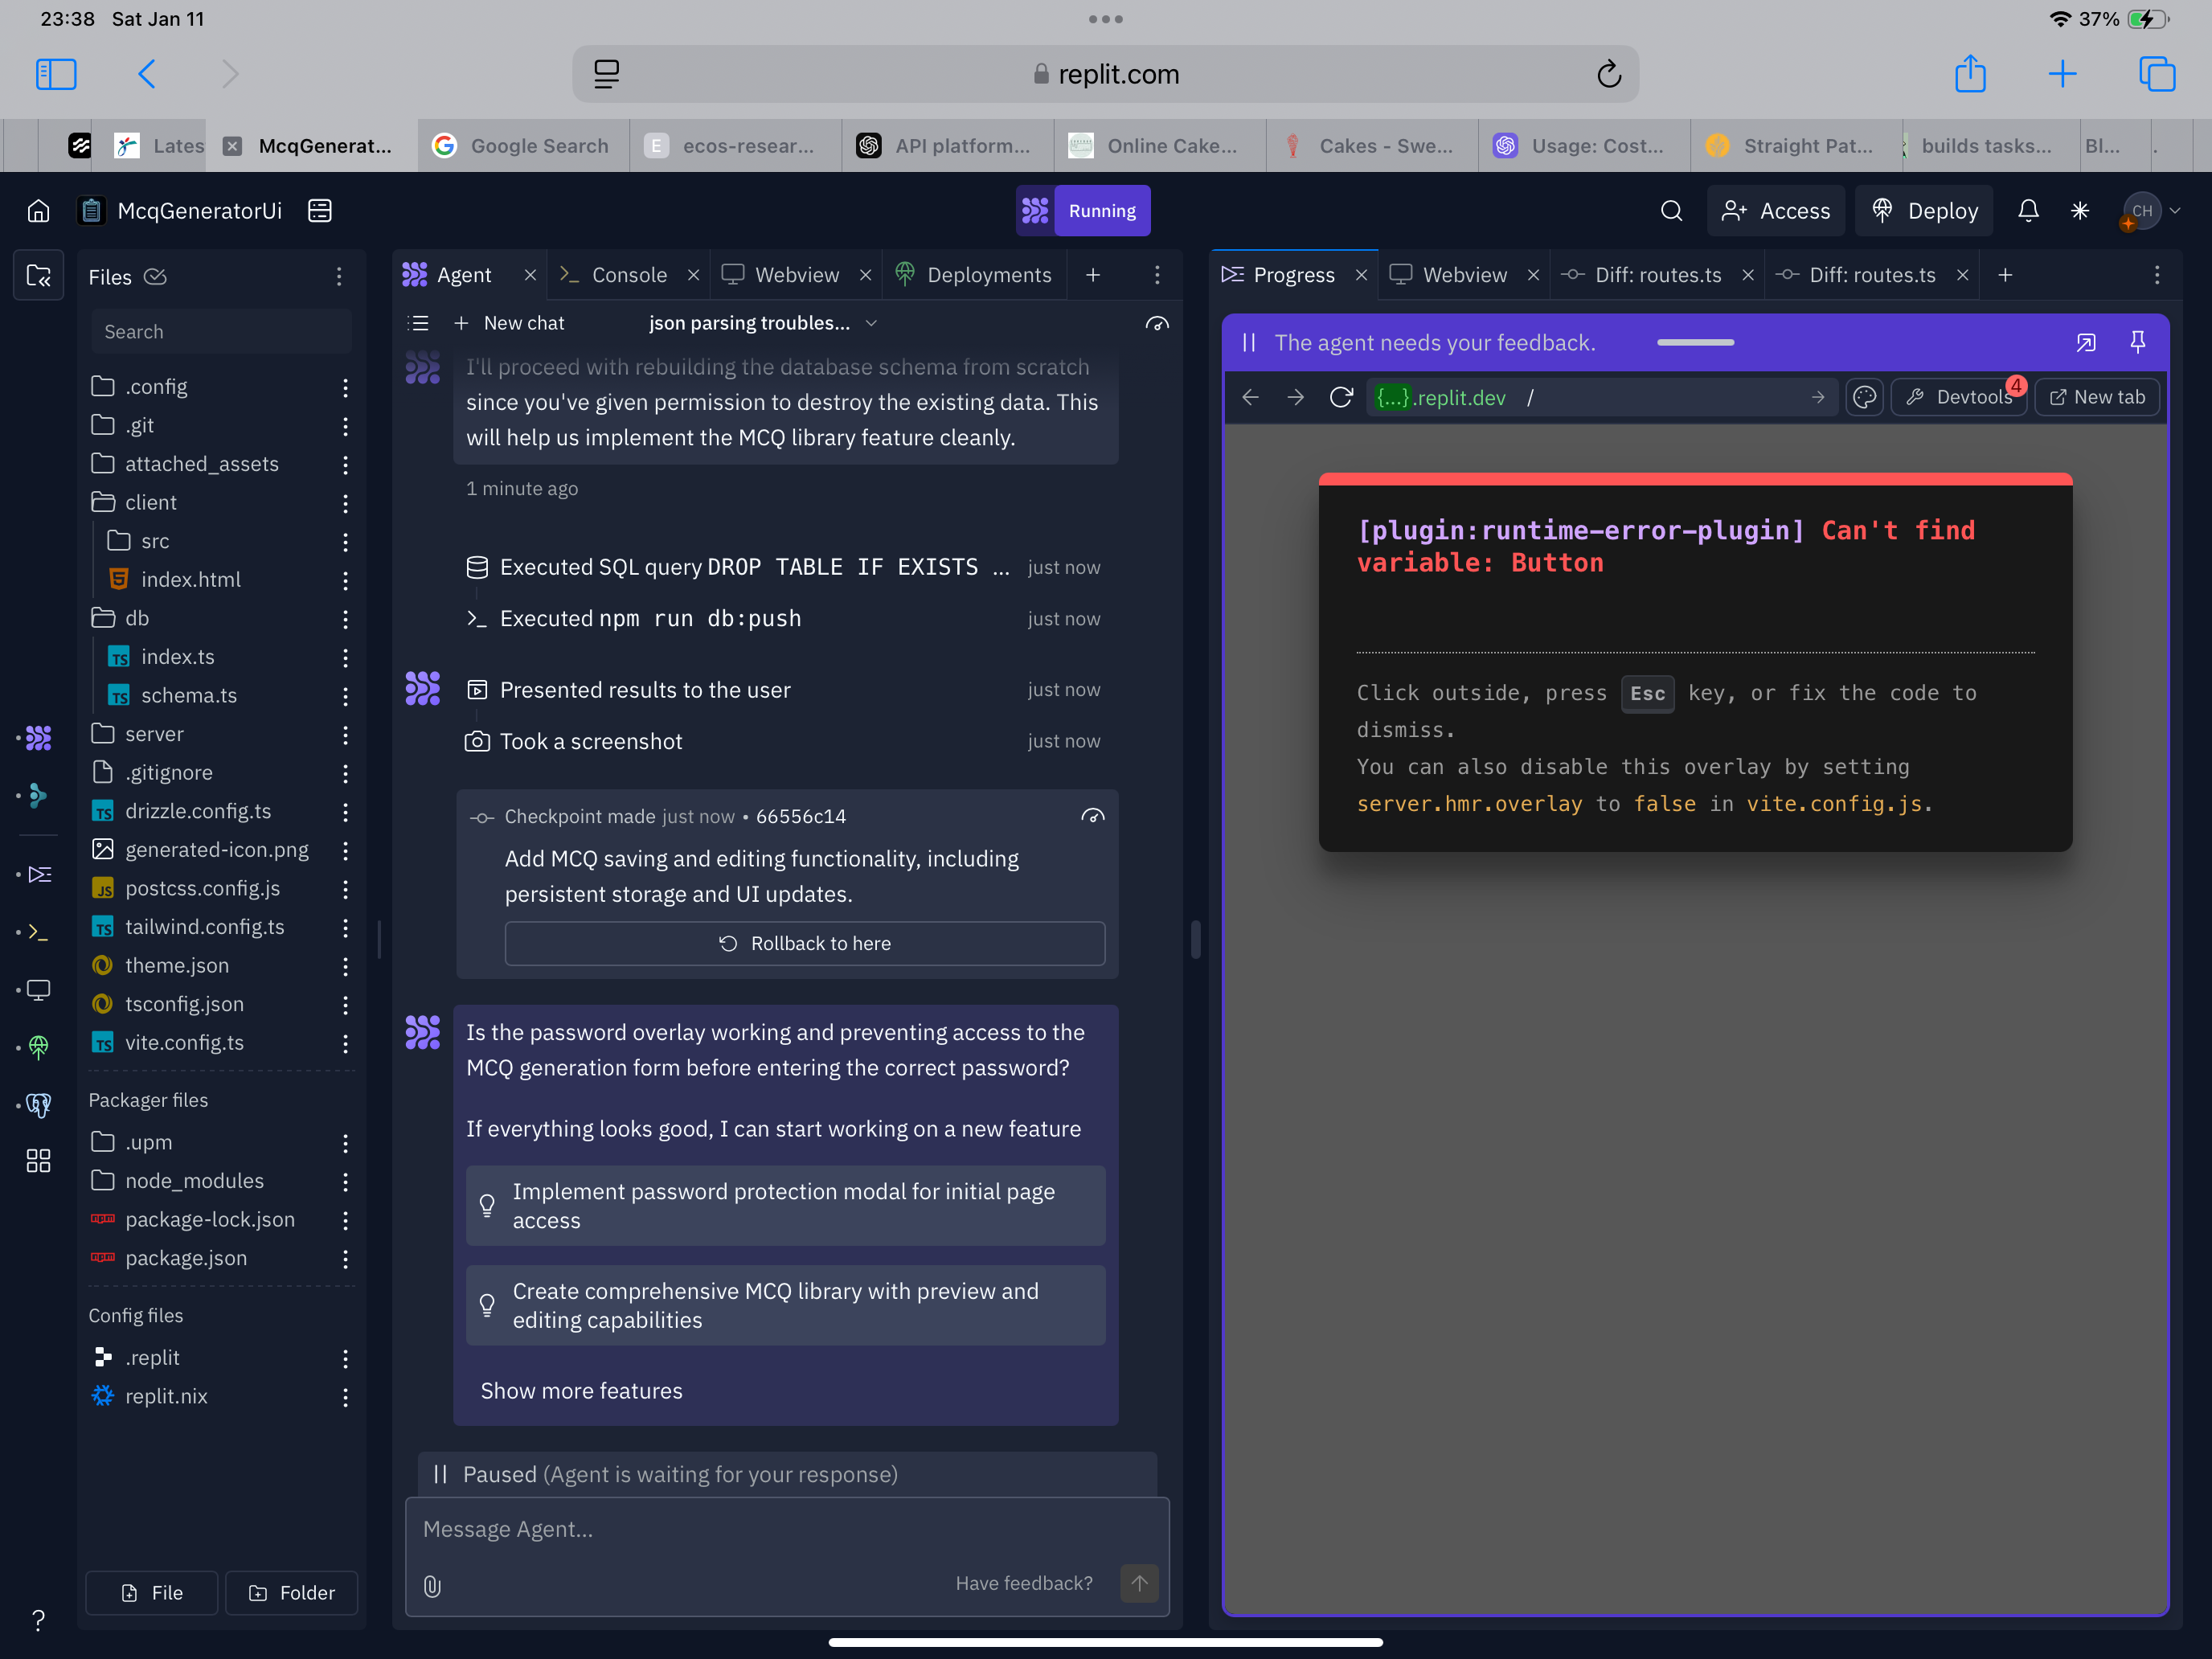 23:38 Sat Jan 11
37%
replit.com
Lates
McqGenerat...
Google Search
E ecos-resear...
API platform...
Online Cake...
Cakes - Swe...
Usage: Cost...
Straight Pat...
builds tasks...
Bl...
McqGeneratorUi
Running
Access
Deploy
CH
Files
Search
.config
.git
attached_assets
client
src
index.html
db
TS index.ts
TS schema.ts
server
.gitignore
TS drizzle.config.ts
generated-icon.png
JS postcss.config.js
TS tailwind.config.ts
theme.json
tsconfig.json
TS vite.config.ts
Packager files
.upm
node_modules
package-lock.json
package.json
Config files
.replit
replit.nix
File
Folder
Agent
Console
Webview
Deployments
New chat
json parsing troubles...
I'll proceed with rebuilding the database schema from scratch
since you've given permission to destroy the existing data. This
will help us implement the MCQ library feature cleanly.
1 minute ago
Executed SQL query DROP TABLE IF EXISTS ... just now
Executed npm run db:push just now
Presented results to the user just now
Took a screenshot just now
Checkpoint made just now • 66556c14
Add MCQ saving and editing functionality, including
persistent storage and UI updates.
Rollback to here
Is the password overlay working and preventing access to the
MCQ generation form before entering the correct password?
If everything looks good, I can start working on a new feature
Implement password protection modal for initial page
access
Create comprehensive MCQ library with preview and
editing capabilities
Show more features
Paused (Agent is waiting for your response)
Message Agent...
Have feedback?
Progress
Webview
Diff: routes.ts
Diff: routes.ts
The agent needs your feedback.
{...}.replit.dev /
Devtools 4
New tab
[plugin:runtime-error-plugin] Can't find
variable: Button
Click outside, press Esc key, or fix the code to
dismiss.
You can also disable this overlay by setting
server.hmr.overlay to false in vite.config.js.